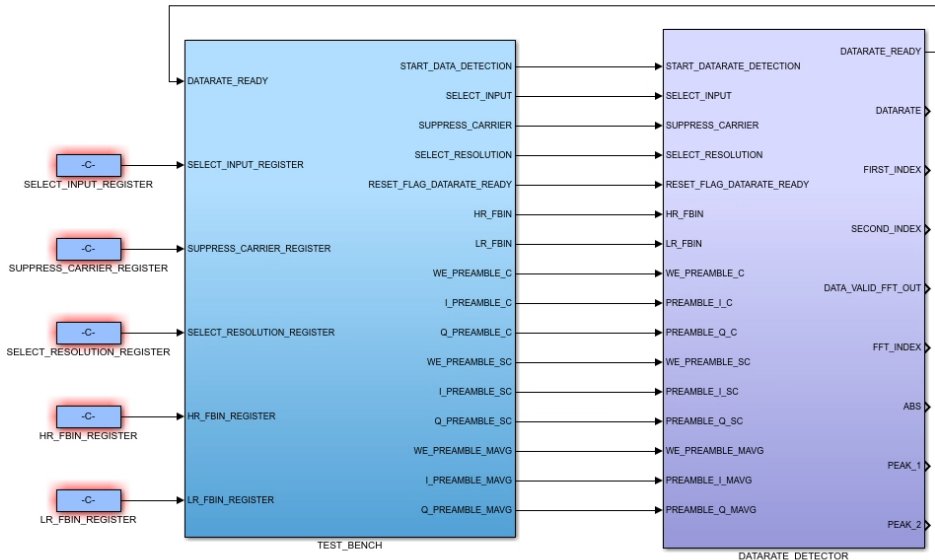 DATARATE_READY
-C-
SELECT_INPUT_REGISTER
-C-
SUPPRESS_CARRIER_REGISTER
-C-
SELECT_RESOLUTION_REGISTER
-C-
HR_FBIN_REGISTER
-C-
LR_FBIN_REGISTER
SELECT_INPUT_REGISTER
SUPPRESS_CARRIER_REGISTER
SELECT_RESOLUTION_REGISTER
HR_FBIN_REGISTER
LR_FBIN_REGISTER
START_DATA_DETECTION
SELECT_INPUT
SUPPRESS_CARRIER
SELECT_RESOLUTION
RESET_FLAG_DATARATE_READY
HR_FBIN
LR_FBIN
WE_PREAMBLE_C
I_PREAMBLE_C
Q_PREAMBLE_C
WE_PREAMBLE_SC
I_PREAMBLE_SC
Q_PREAMBLE_SC
WE_PREAMBLE_MAVG
I_PREAMBLE_MAVG
Q_PREAMBLE_MAVG
TEST_BENCH
START_DATARATE_DETECTION
SELECT_INPUT
SUPPRESS_CARRIER
SELECT_RESOLUTION
RESET_FLAG_DATARATE_READY
HR_FBIN
LR_FBIN
WE_PREAMBLE_C
PREAMBLE_I_C
PREAMBLE_Q_C
WE_PREAMBLE_SC
PREAMBLE_I_SC
PREAMBLE_Q_SC
WE_PREAMBLE_MAVG
PREAMBLE_I_MAVG
PREAMBLE_Q_MAVG
DATARATE_READY
DATARATE
FIRST_INDEX
SECOND_INDEX
DATA_VALID_FFT_OUT
FFT_INDEX
ABS
PEAK_1
PEAK_2
DATARATE_DETECTOR